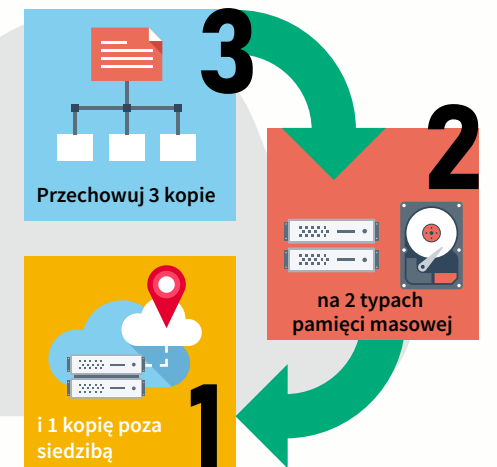 3
Przechowuj 3 kopie
2
na 2 typach
pamięci masowej
1
i 1 kopię poza
siedzibą